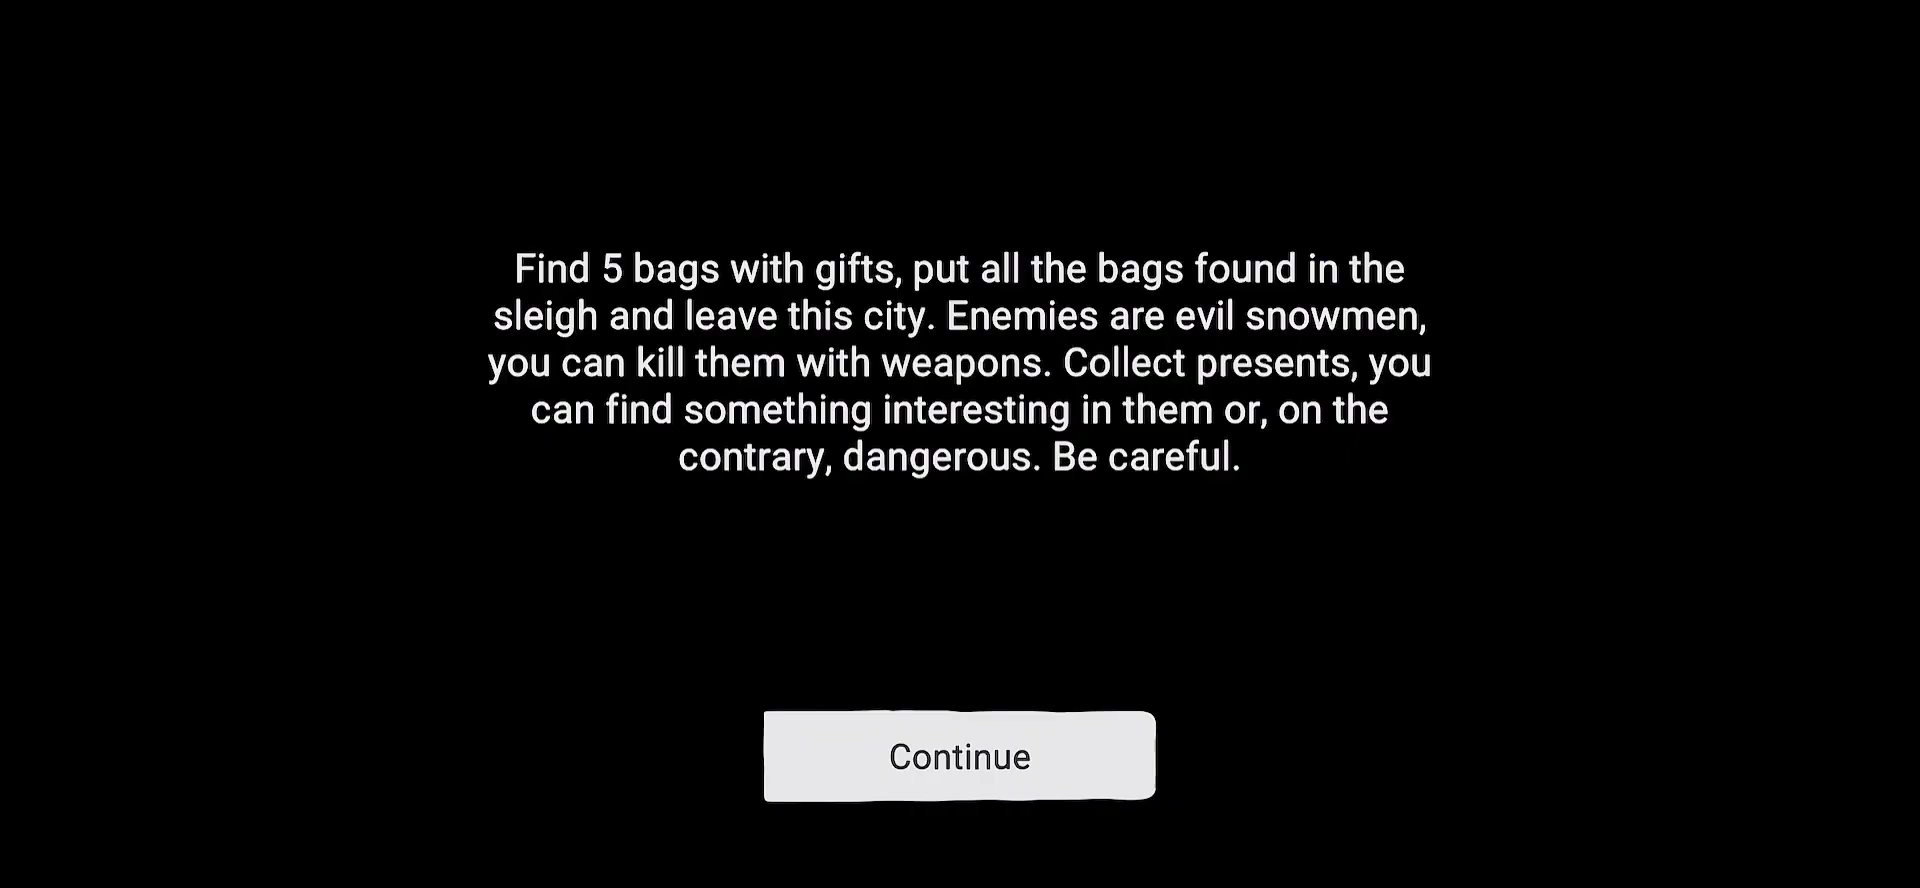 Find 5 bags with gifts, put all the bags found in the
sleigh and leave this city. Enemies are evil snowmen,
you can kill them with weapons. Collect presents, you
can find something interesting in them or, on the
contrary, dangerous. Be careful.
Continue